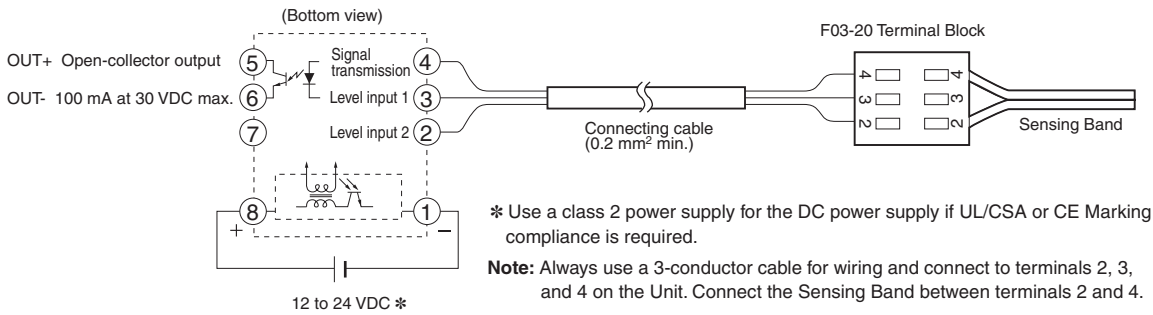 (Bottom view)
F03-20 Terminal Block
OUT+ Open-collector output
5
Signal
transmission
4
OUT- 100 mA at 30 VDC max.
6
Level input 1
3
7
Level input 2
2
4
3
2
4
3
2
Connecting cable
(0.2 mm² min.)
Sensing Band
8
1
+
−
12 to 24 VDC ✻
✻ Use a class 2 power supply for the DC power supply if UL/CSA or CE Marking
compliance is required.
Note: Always use a 3-conductor cable for wiring and connect to terminals 2, 3,
and 4 on the Unit. Connect the Sensing Band between terminals 2 and 4.